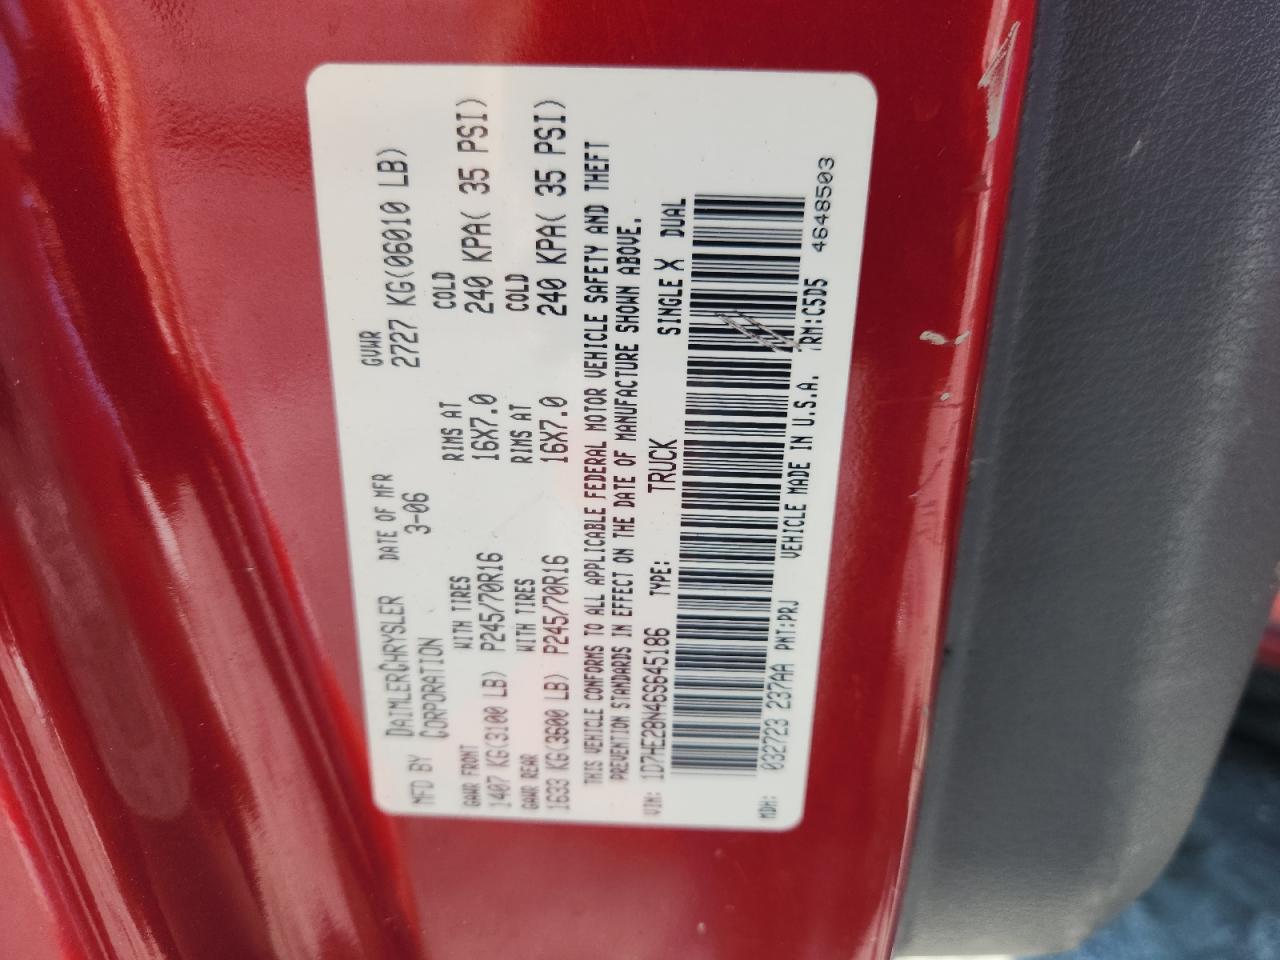 MFD BY DAIMLERCHRYSLER CORPORATION DATE OF MFR 3-06 GVWR 2727 KG(06010 LB)
GAWR FRONT WITH TIRES RIMS AT COLD
1407 KG(3100 LB) P245/70R16 16X7.0 240 KPA( 35 PSI)
GAWR REAR WITH TIRES RIMS AT COLD
1633 KG(3600 LB) P245/70R16 16X7.0 240 KPA( 35 PSI)
THIS VEHICLE CONFORMS TO ALL APPLICABLE FEDERAL MOTOR VEHICLE SAFETY AND THEFT
PREVENTION STANDARDS IN EFFECT ON THE DATE OF MANUFACTURE SHOWN ABOVE.
VIN: 1D7HE28N46S645186 TYPE: TRUCK SINGLE X DUAL
MDH: 032723 237AA PNT:PRJ VEHICLE MADE IN U.S.A. TRM:C5D5 4648503